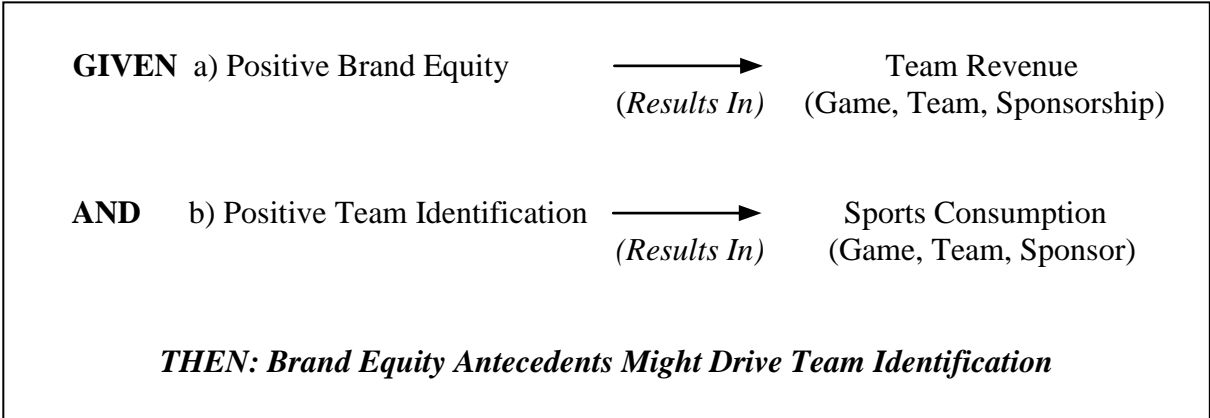 GIVEN a) Positive Brand Equity Team Revenue
(Results In) (Game, Team, Sponsorship)
AND b) Positive Team Identification Sports Consumption
(Results In) (Game, Team, Sponsor)
THEN: Brand Equity Antecedents Might Drive Team Identification